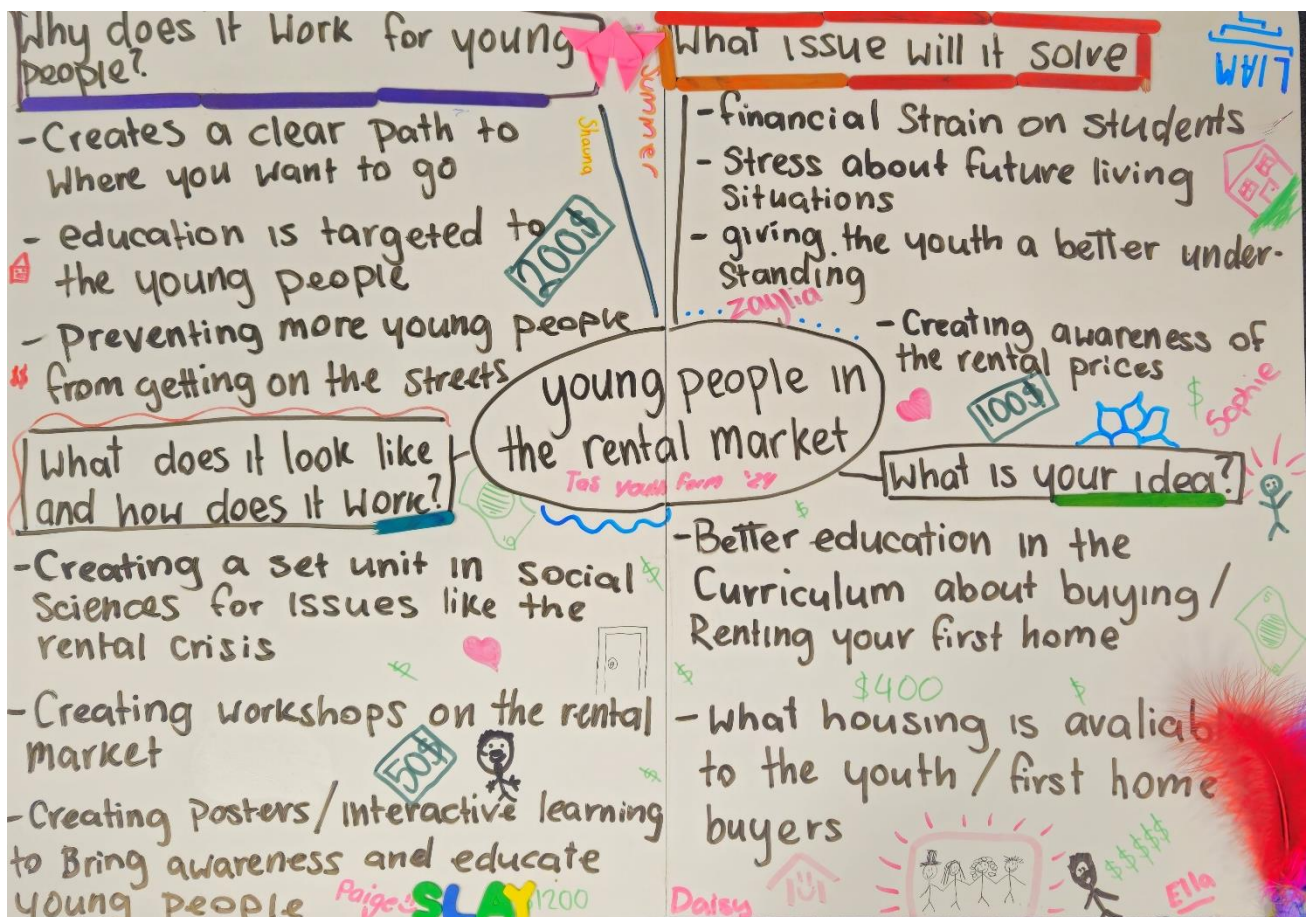 Why does it work for young
people?
- Creates a clear path to
where you want to go
- education is targeted to
the young people
- Preventing more young people
from getting on the streets
200$
Shauna
Summer
What issue will it solve
LIAM
- financial strain on students
- Stress about future living
Situations
- giving the youth a better under-
standing
Zaylia
- Creating awareness of
the rental prices
100$
$
Sophie
young people in
the rental market
Tas Youth Form '24
What does it look like
and how does it work?
- Creating a set unit in social
Sciences for issues like the
rental crisis
$
$
- Creating workshops on the rental
market
50$
$
- Creating Posters/Interactive learning
to Bring awareness and educate
young people
Paige
SLAY
$1200
What is your idea?
$
- Better education in the
Curriculum about buying/
Renting your first home
$
$400
$
- What housing is avaliab
to the youth / first home
buyers
$$$$$
Daisy
Ella